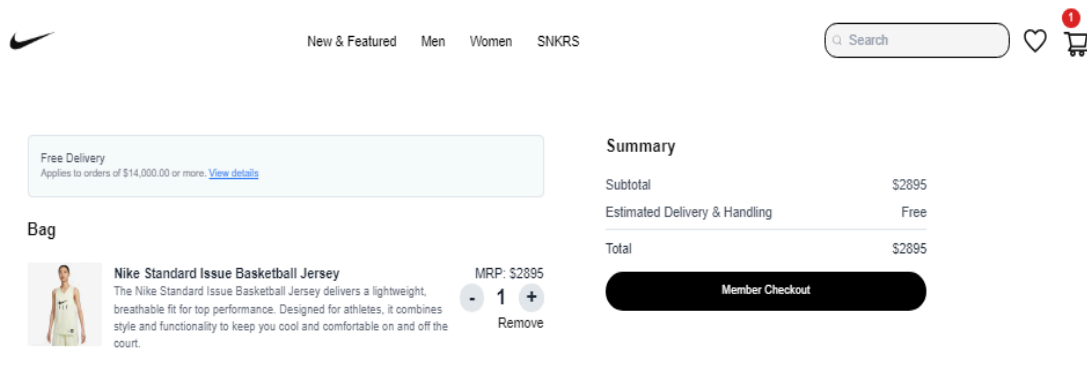 New & Featured Men Women SNKRS
Search
1
Free Delivery
Applies to orders of $14,000.00 or more. View details
Bag
Nike Standard Issue Basketball Jersey
The Nike Standard Issue Basketball Jersey delivers a lightweight,
breathable fit for top performance. Designed for athletes, it combines
style and functionality to keep you cool and comfortable on and off the
court.
MRP: $2895
- 1 +
Remove
Summary
Subtotal $2895
Estimated Delivery & Handling Free
Total $2895
Member Checkout